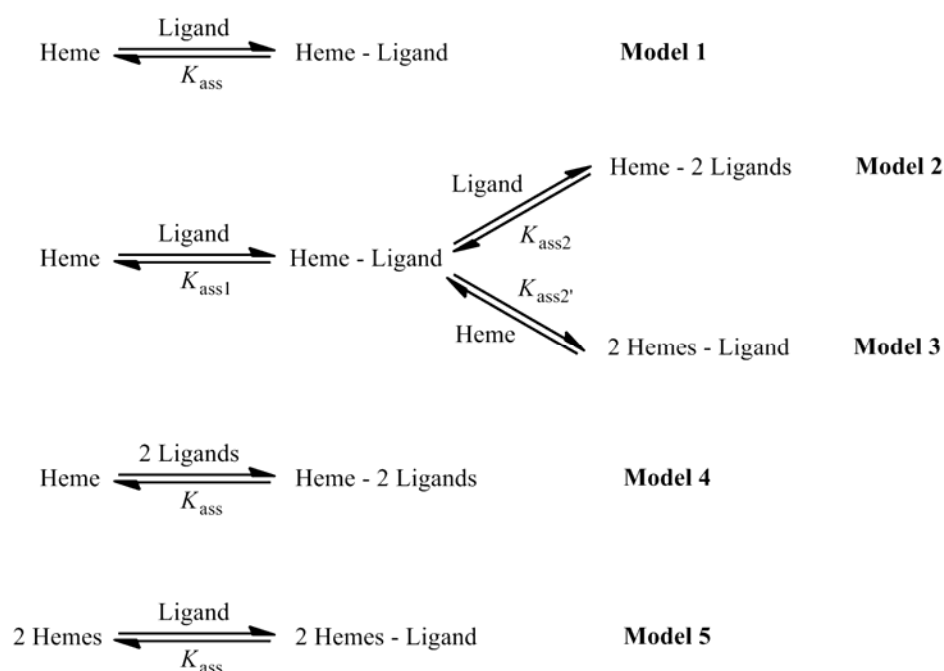 Ligand
Heme Heme - Ligand Model 1
K_ass
Heme - 2 Ligands Model 2
Ligand
Ligand K_ass2
Heme Heme - Ligand
K_ass1 K_ass2'
Heme
2 Hemes - Ligand Model 3
2 Ligands
Heme Heme - 2 Ligands Model 4
K_ass
Ligand
2 Hemes 2 Hemes - Ligand Model 5
K_ass